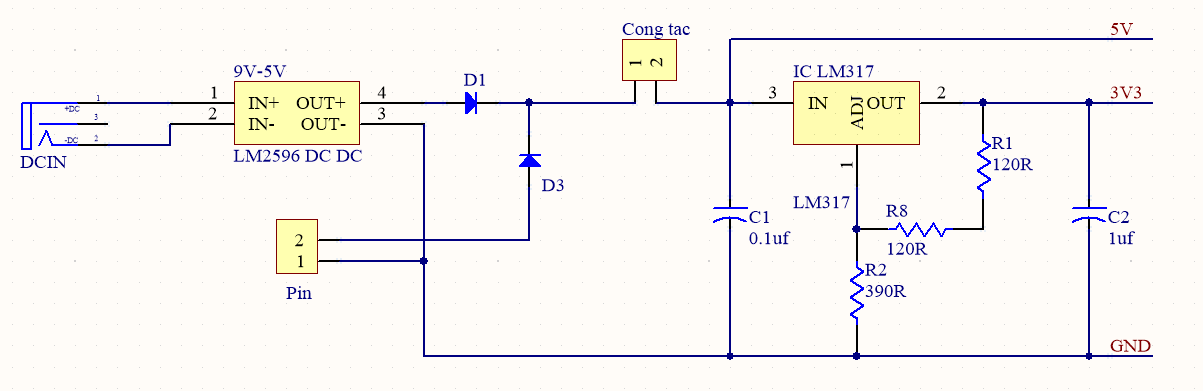 Cong tac
1 2
5V
9V-5V
D1
IC LM317
1 IN+ OUT+ 4
2 IN- OUT- 3
LM2596 DC DC
+DC 1
3
-DC 2
DCIN
3 IN ADJ OUT 2
3V3
1
R1
120R
D3
LM317
R8
120R
C1
0.1uf
C2
1uf
2
1
Pin
R2
390R
GND